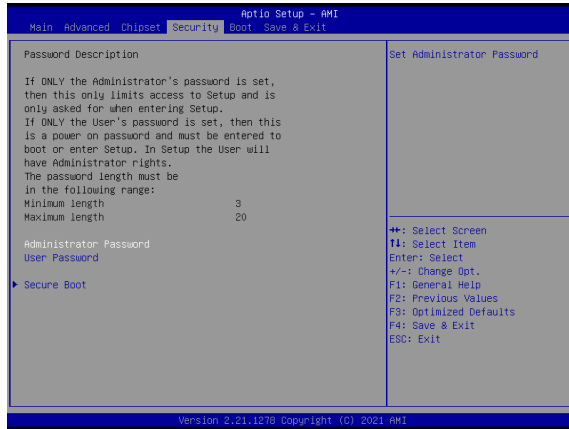 Aptio Setup - AMI
Main Advanced Chipset Security Boot Save & Exit
Password Description
If ONLY the Administrator's password is set,
then this only limits access to Setup and is
only asked for when entering Setup.
If ONLY the User's password is set, then this
is a power on password and must be entered to
boot or enter Setup. In Setup the User will
have Administrator rights.
The password length must be
in the following range:
Minimum length 3
Maximum length 20
Administrator Password
User Password
Secure Boot
Set Administrator Password
→←: Select Screen
↑↓: Select Item
Enter: Select
+/-: Change Opt.
F1: General Help
F2: Previous Values
F3: Optimized Defaults
F4: Save & Exit
ESC: Exit
Version 2.21.1278 Copyright (C) 2021 AMI